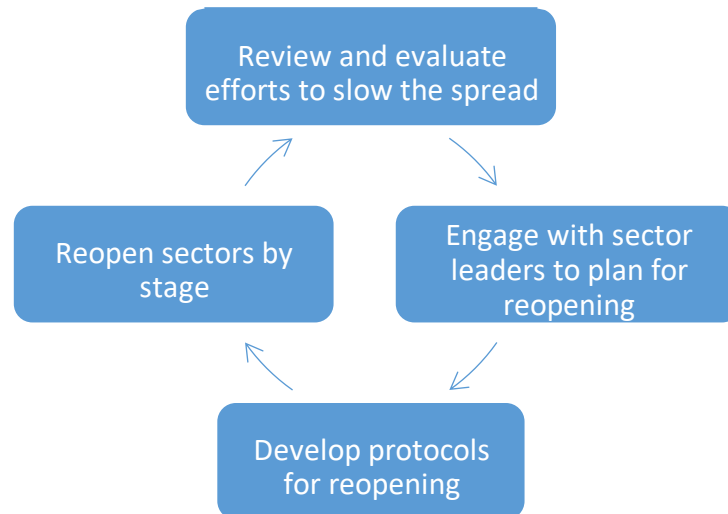 Review and evaluate
efforts to slow the spread
Engage with sector
leaders to plan for
reopening
Develop protocols
for reopening
Reopen sectors by
stage